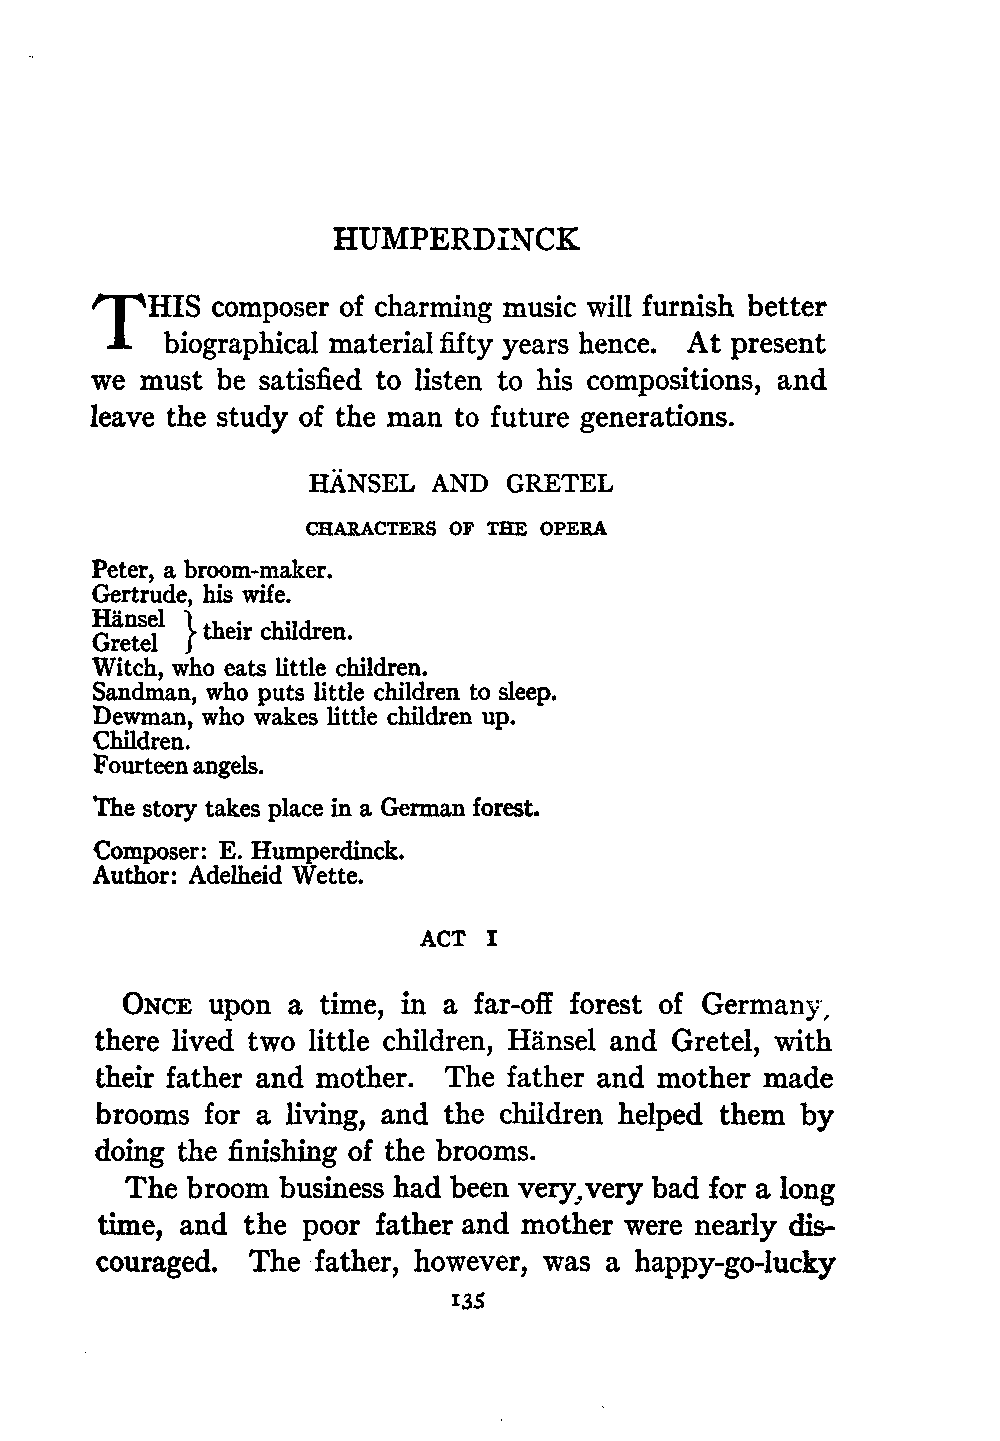 HUMPERDINCK
THIS composer of charming music will furnish better
biographical material fifty years hence. At present
we must be satisfied to listen to his compositions, and
leave the study of the man to future generations.
HÄNSEL AND GRETEL
CHARACTERS OF THE OPERA
Peter, a broom-maker.
Gertrude, his wife.
Hänsel
Gretel } their children.
Witch, who eats little children.
Sandman, who puts little children to sleep.
Dewman, who wakes little children up.
Children.
Fourteen angels.
The story takes place in a German forest.
Composer: E. Humperdinck.
Author: Adelheid Wette.
ACT I
ONCE upon a time, in a far-off forest of Germany,
there lived two little children, Hänsel and Gretel, with
their father and mother. The father and mother made
brooms for a living, and the children helped them by
doing the finishing of the brooms.
The broom business had been very, very bad for a long
time, and the poor father and mother were nearly dis-
couraged. The father, however, was a happy-go-lucky
135